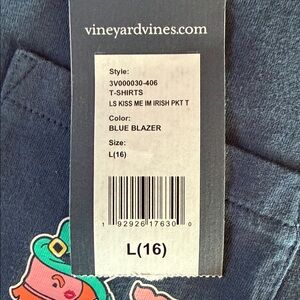 vineyardvines.com
Style:
3V000030-406
T-SHIRTS
LS KISS ME IM IRISH PKT T
Color:
BLUE BLAZER
Size:
L(16)
1 92926 17630 0
L(16)